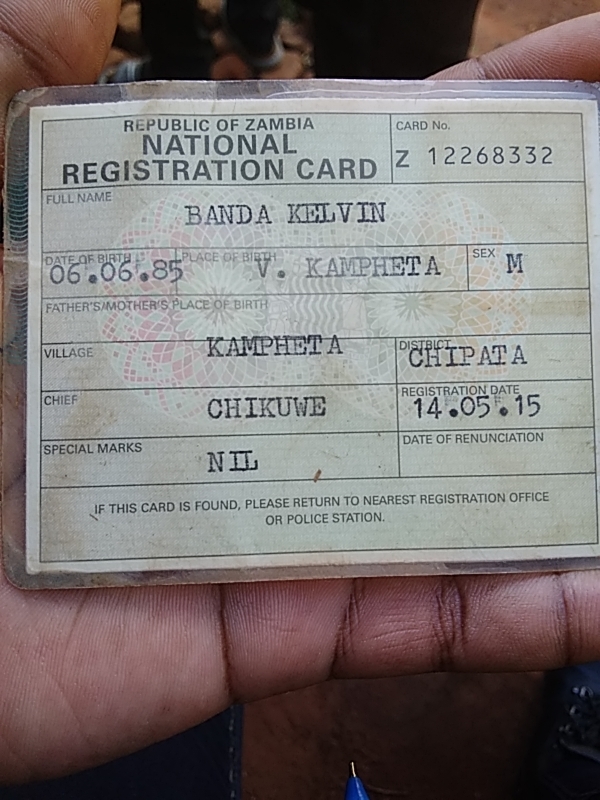 REPUBLIC OF ZAMBIA
NATIONAL
REGISTRATION CARD
CARD No.
Z 12268332
FULL NAME
BANDA KELVIN
DATE OF BIRTH
06.06.85
PLACE OF BIRTH
V. KAMPHETA
SEX
M
FATHER'S/MOTHER'S PLACE OF BIRTH
VILLAGE
KAMPHETA
DISTRICT
CHIPATA
CHIEF
CHIKUWE
REGISTRATION DATE
14.05.15
SPECIAL MARKS
NIL
DATE OF RENUNCIATION
IF THIS CARD IS FOUND, PLEASE RETURN TO NEAREST REGISTRATION OFFICE
OR POLICE STATION.